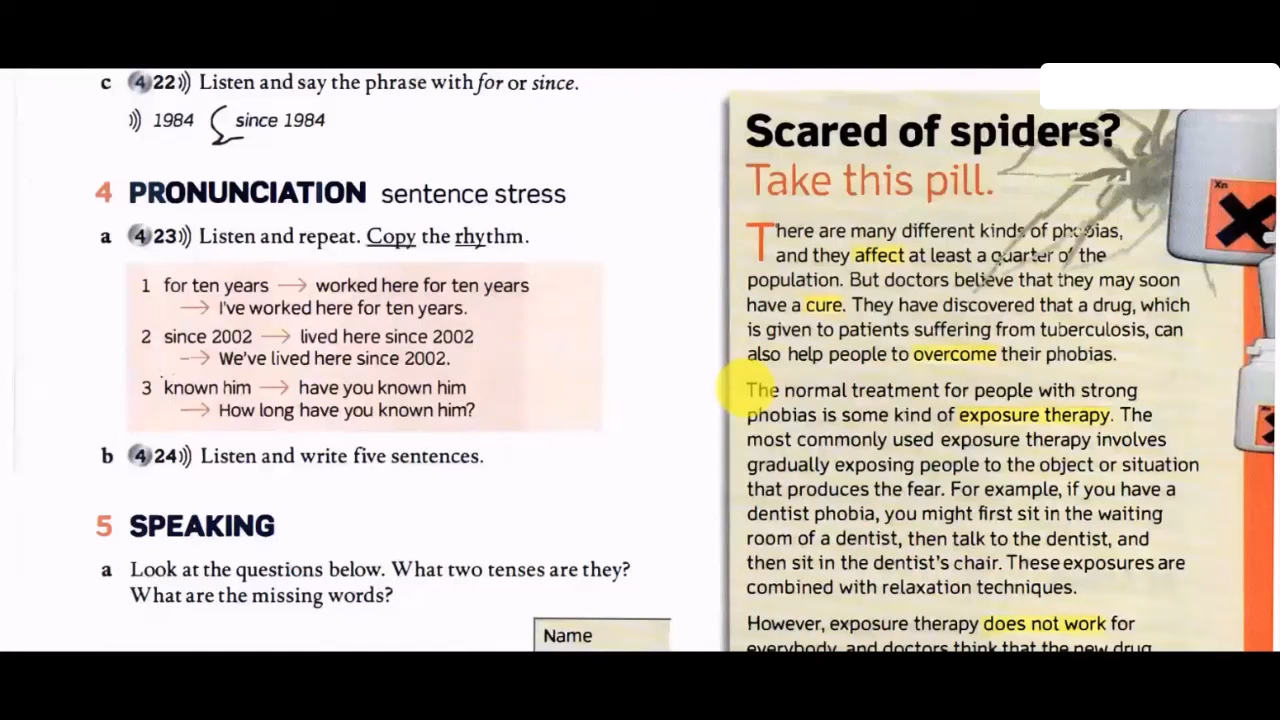 c 4 22))) Listen and say the phrase with for or since.
))) 1984 since 1984
4 PRONUNCIATION sentence stress
a 4 23))) Listen and repeat. Copy the rhythm.
1 for ten years → worked here for ten years
→ I've worked here for ten years.
2 since 2002 → lived here since 2002
→ We've lived here since 2002.
3 known him → have you known him
→ How long have you known him?
b 4 24))) Listen and write five sentences.
5 SPEAKING
a Look at the questions below. What two tenses are they?
What are the missing words?
Name
Scared of spiders?
Take this pill.
There are many different kinds of phobias,
and they affect at least a quarter of the
population. But doctors believe that they may soon
have a cure. They have discovered that a drug, which
is given to patients suffering from tuberculosis, can
also help people to overcome their phobias.
The normal treatment for people with strong
phobias is some kind of exposure therapy. The
most commonly used exposure therapy involves
gradually exposing people to the object or situation
that produces the fear. For example, if you have a
dentist phobia, you might first sit in the waiting
room of a dentist, then talk to the dentist, and
then sit in the dentist's chair. These exposures are
combined with relaxation techniques.
However, exposure therapy does not work for
everybody, and doctors think that the new drug,
Xn